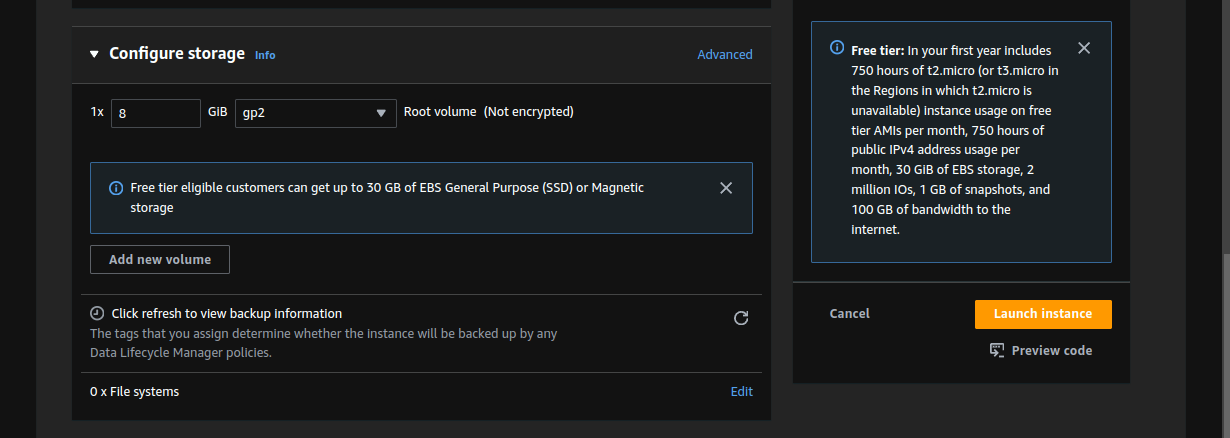 Configure storage Info
Advanced
1x 8 GiB gp2 Root volume (Not encrypted)
Free tier eligible customers can get up to 30 GB of EBS General Purpose (SSD) or Magnetic
storage
Add new volume
Click refresh to view backup information
The tags that you assign determine whether the instance will be backed up by any
Data Lifecycle Manager policies.
0 x File systems
Edit
Free tier: In your first year includes
750 hours of t2.micro (or t3.micro in
the Regions in which t2.micro is
unavailable) instance usage on free
tier AMIs per month, 750 hours of
public IPv4 address usage per
month, 30 GiB of EBS storage, 2
million IOs, 1 GB of snapshots, and
100 GB of bandwidth to the
internet.
Cancel
Launch instance
Preview code